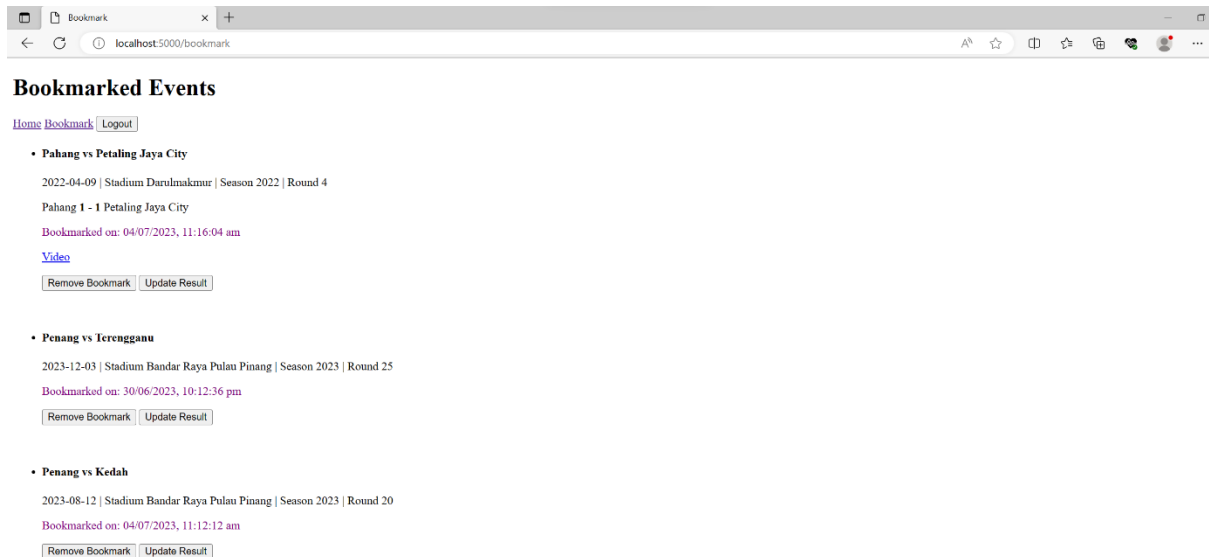 Bookmark
localhost:5000/bookmark
Bookmarked Events
Home Bookmark Logout
Pahang vs Petaling Jaya City
2022-04-09 | Stadium Darulmakmur | Season 2022 | Round 4
Pahang 1 - 1 Petaling Jaya City
Bookmarked on: 04/07/2023, 11:16:04 am
Video
Remove Bookmark Update Result
Penang vs Terengganu
2023-12-03 | Stadium Bandar Raya Pulau Pinang | Season 2023 | Round 25
Bookmarked on: 30/06/2023, 10:12:36 pm
Remove Bookmark Update Result
Penang vs Kedah
2023-08-12 | Stadium Bandar Raya Pulau Pinang | Season 2023 | Round 20
Bookmarked on: 04/07/2023, 11:12:12 am
Remove Bookmark Update Result